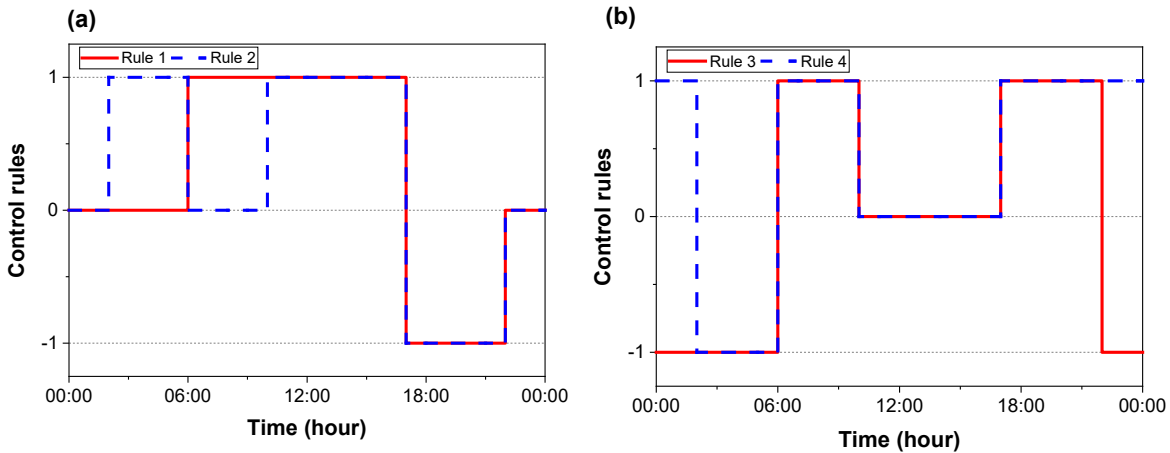 (a)
Rule 1 Rule 2
1
0
-1
Control rules
00:00 06:00 12:00 18:00 00:00
Time (hour)
(b)
Rule 3 Rule 4
1
0
-1
Control rules
00:00 06:00 12:00 18:00 00:00
Time (hour)